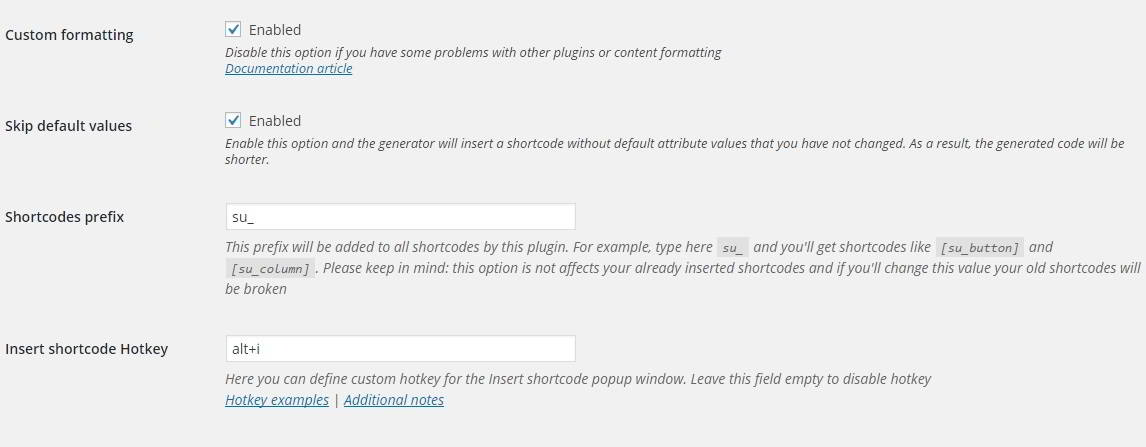 Custom formatting
Enabled
Disable this option if you have some problems with other plugins or content formatting
Documentation article
Skip default values
Enabled
Enable this option and the generator will insert a shortcode without default attribute values that you have not changed. As a result, the generated code will be
shorter.
Shortcodes prefix
su_
This prefix will be added to all shortcodes by this plugin. For example, type here su_ and you'll get shortcodes like [su_button] and
[su_column]. Please keep in mind: this option is not affects your already inserted shortcodes and if you'll change this value your old shortcodes will
be broken
Insert shortcode Hotkey
alt+i
Here you can define custom hotkey for the Insert shortcode popup window. Leave this field empty to disable hotkey
Hotkey examples | Additional notes